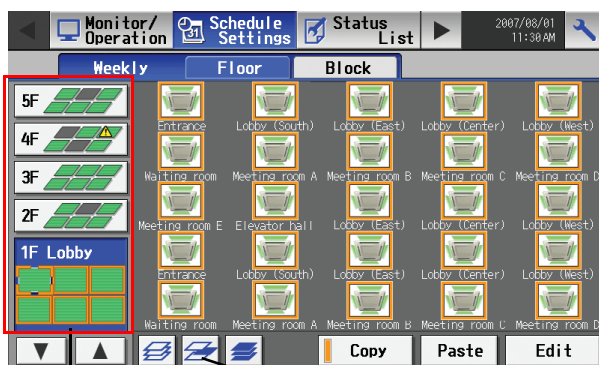 Monitor/
Operation
31
Schedule
Settings
Status
List
2007/08/01
11:30AM
Weekly
Floor
Block
5F
4F
3F
2F
1F Lobby
Entrance Lobby (South) Lobby (East) Lobby (Center) Lobby (West)
Waiting room Meeting room A Meeting room B Meeting room C Meeting room D
Meeting room E Elevator hall Lobby (East) Lobby (Center) Lobby (West)
Entrance Lobby (South) Lobby (East) Lobby (Center) Lobby (West)
Waiting room Meeting room A Meeting room B Meeting room C Meeting room D
Copy
Paste
Edit